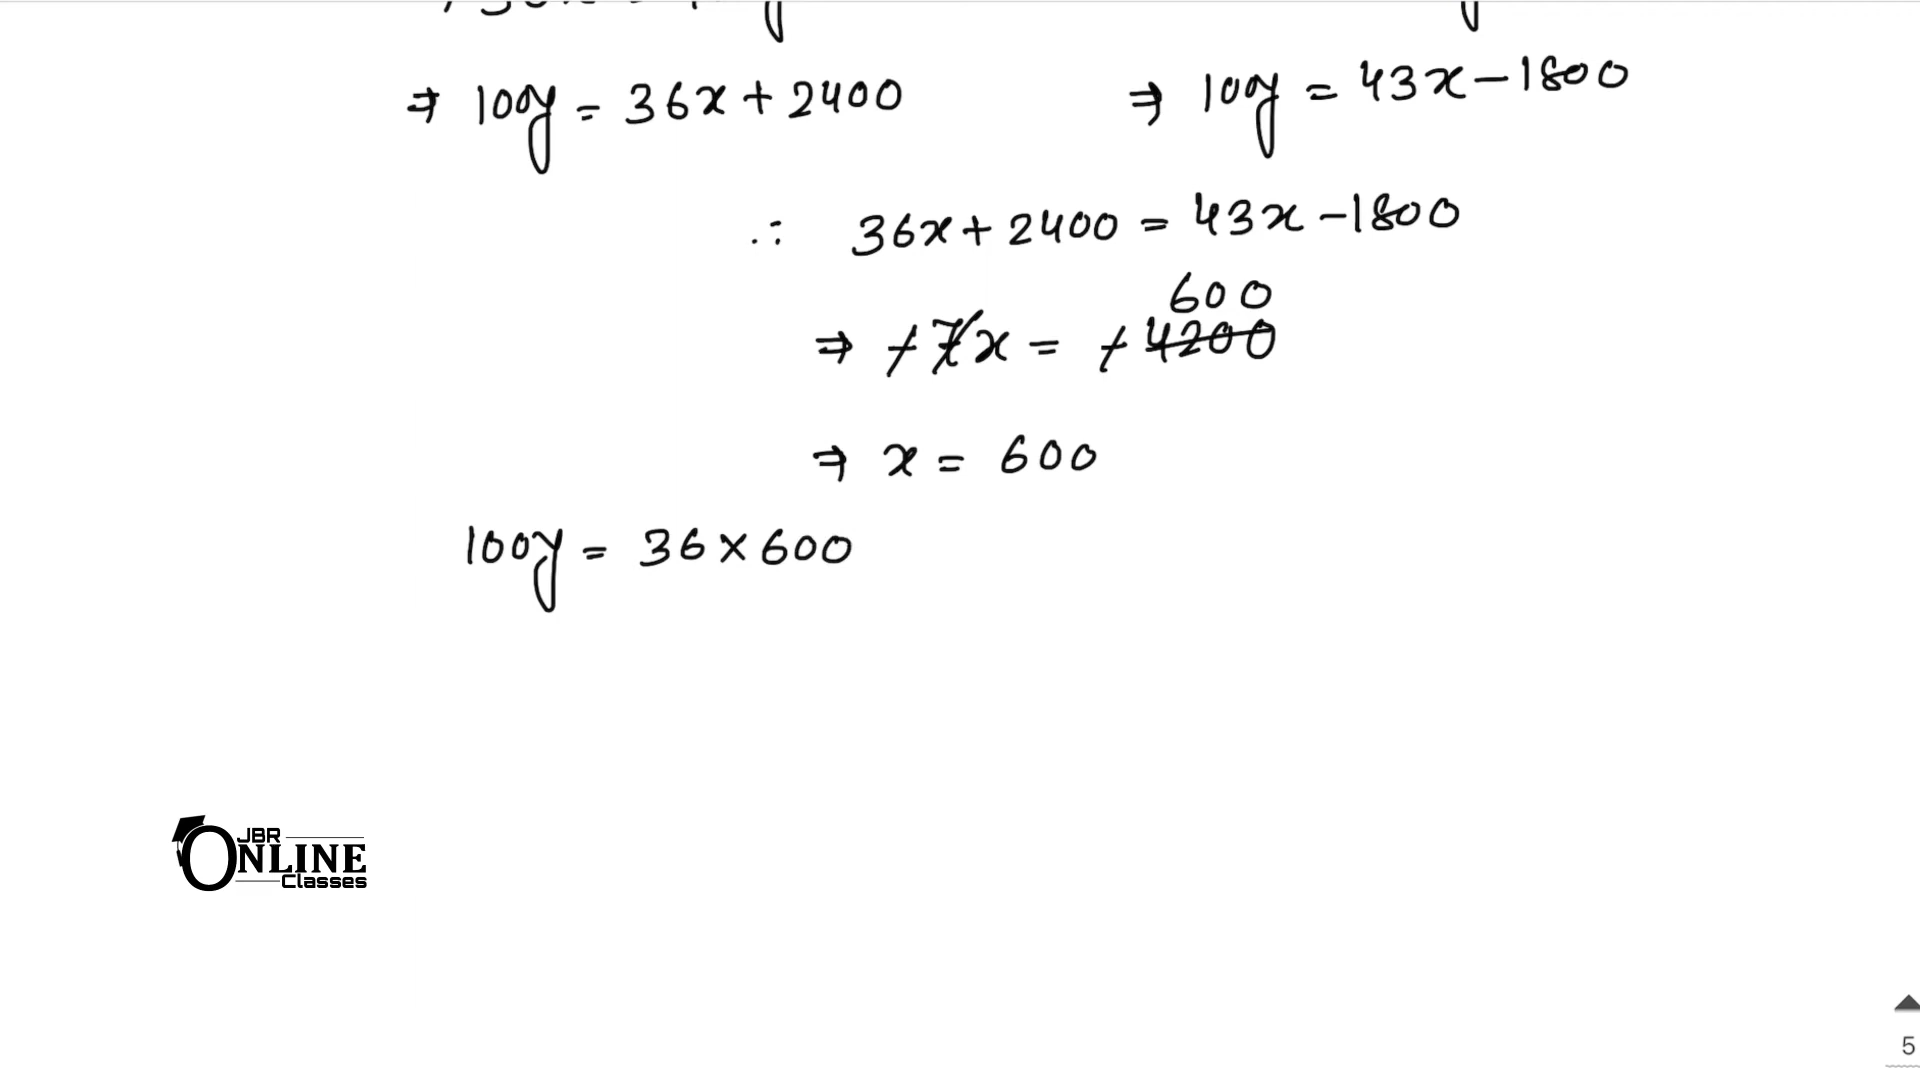 ⇒ 100y = 36x + 2400
⇒ 100y = 43x - 1800
∴ 36x + 2400 = 43x - 1800
600
⇒ -7x = -4200
⇒ x = 600
100y = 36 × 600
JBR
ONLINE
Classes
5